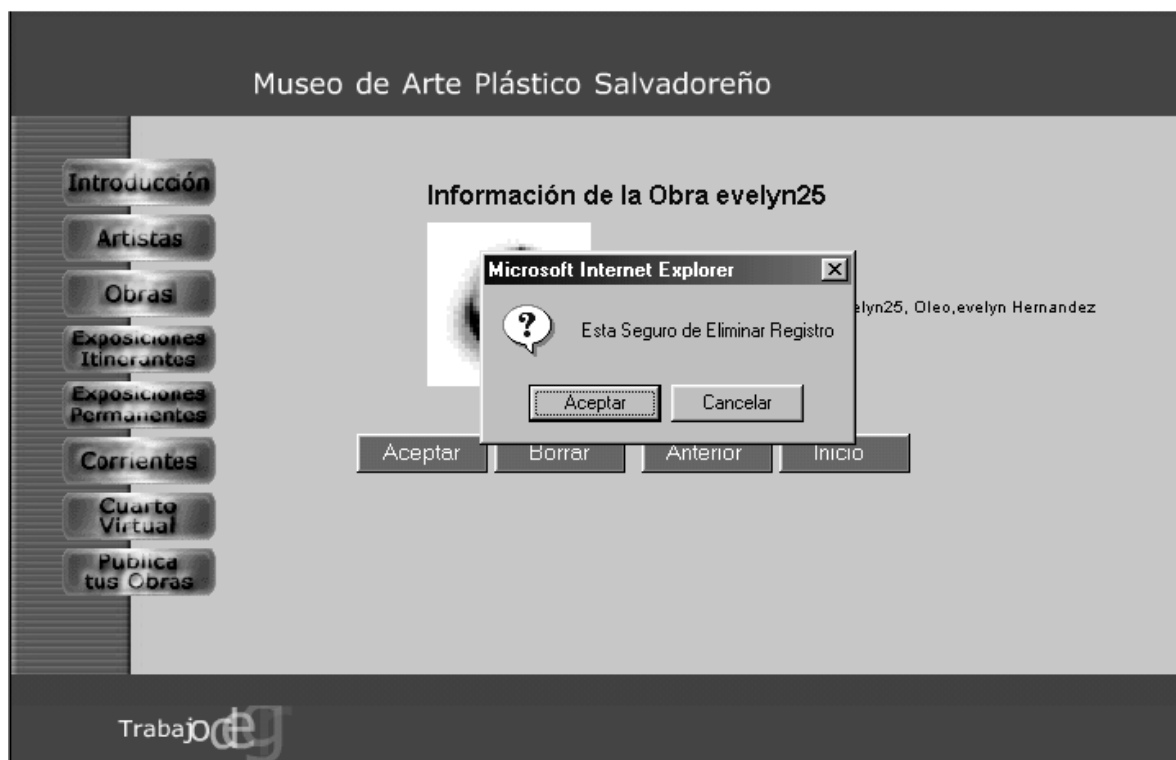 Museo de Arte Plástico Salvadoreño
Introducción
Artistas
Obras
Exposiciones
Itinerantes
Exposiciones
Permanentes
Corrientes
Cuarto
Virtual
Publica
tus Obras
Información de la Obra evelyn25
elyn25, Oleo,evelyn Hernandez
Microsoft Internet Explorer
Esta Seguro de Eliminar Registro
Aceptar Cancelar
Aceptar Borrar Anterior Inicio
Trabajo